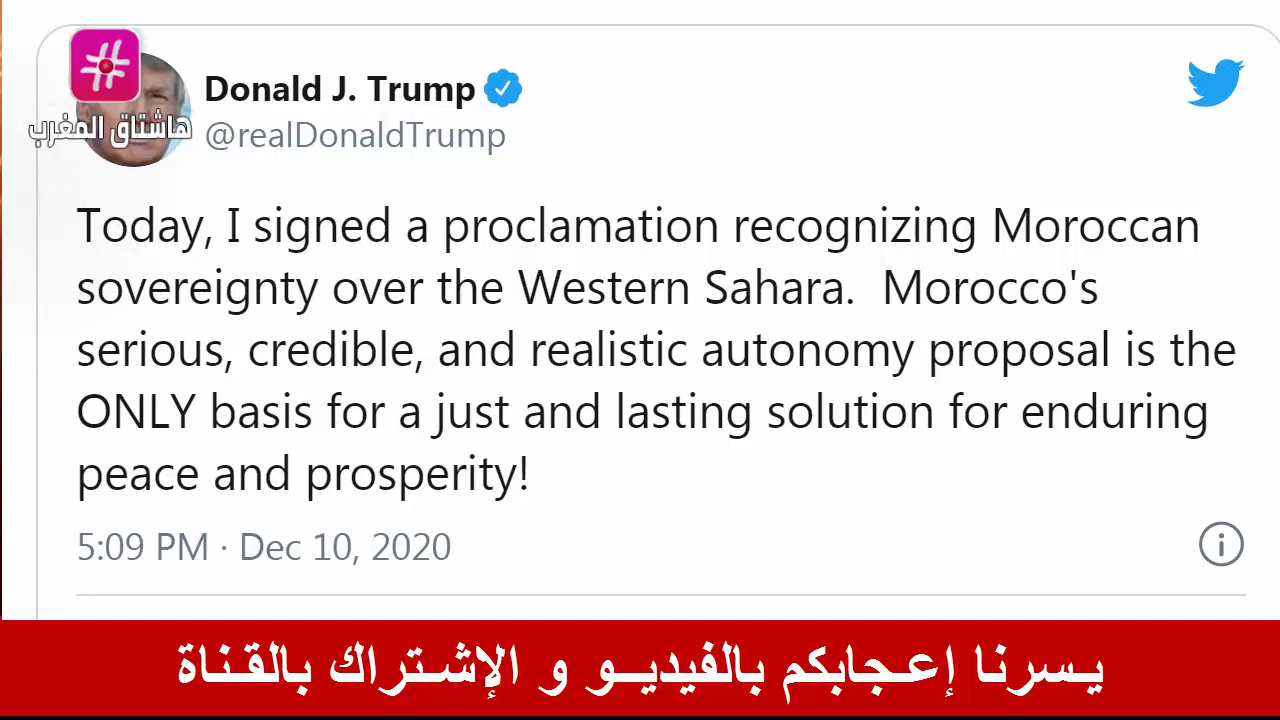 Donald J. Trump
@realDonaldTrump
هاشتاق المغرب
Today, I signed a proclamation recognizing Moroccan
sovereignty over the Western Sahara.  Morocco's
serious, credible, and realistic autonomy proposal is the
ONLY basis for a just and lasting solution for enduring
peace and prosperity!
5:09 PM · Dec 10, 2020
يسرنا إعجابكم بالفيديو و الإشتراك بالقناة